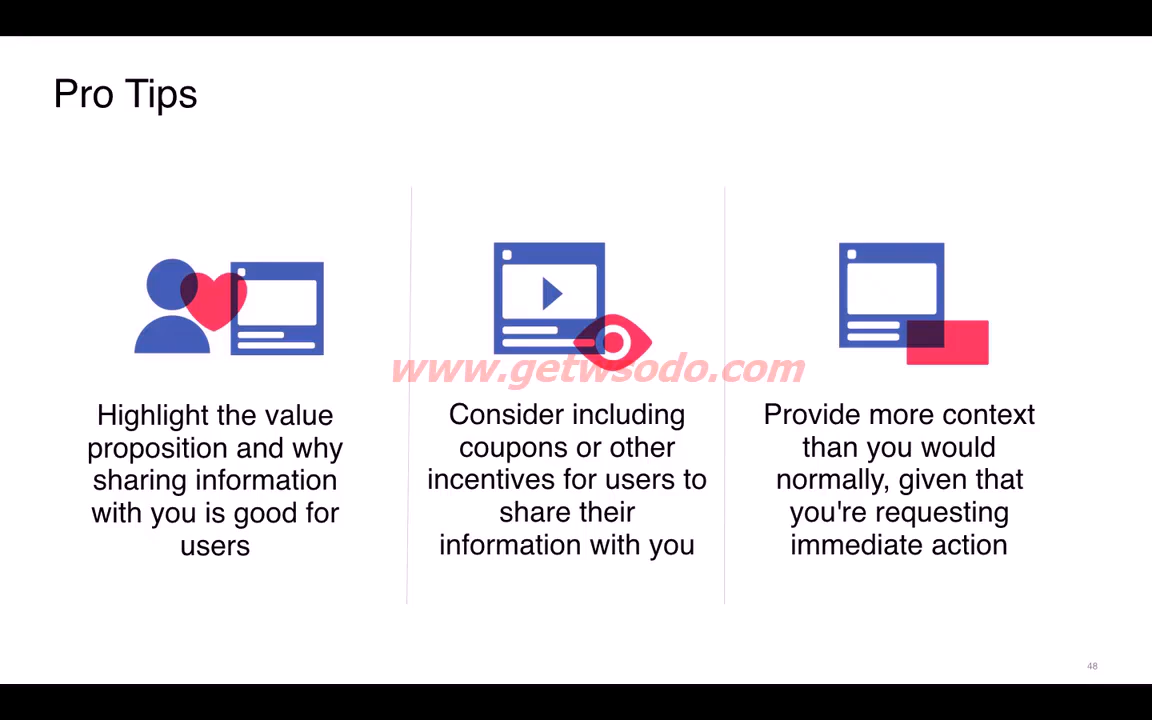 Pro Tips
Highlight the value
proposition and why
sharing information
with you is good for
users
Consider including
coupons or other
incentives for users to
share their
information with you
Provide more context
than you would
normally, given that
you're requesting
immediate action
www.getwsodo.com
48